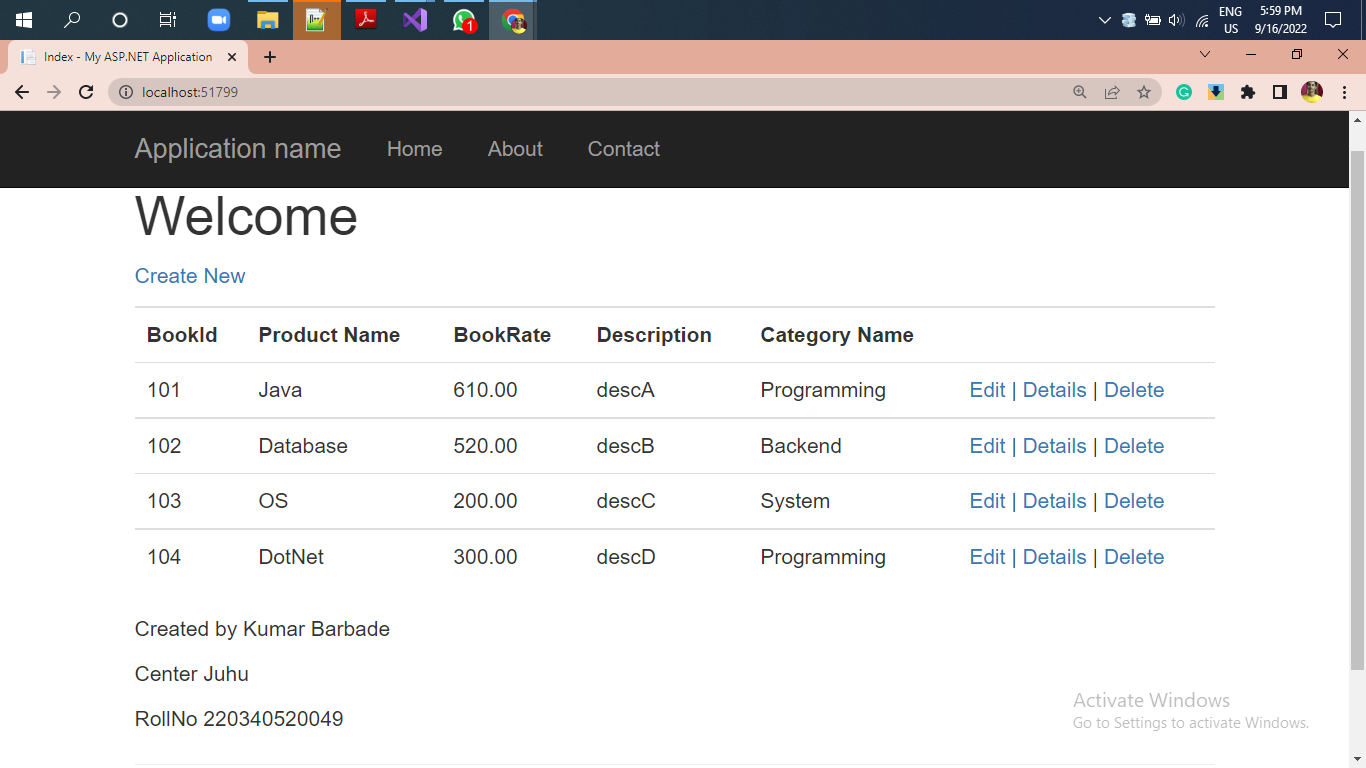 ENG 5:59 PM
US 9/16/2022
1
Index - My ASP.NET Application
localhost:51799
Application name Home About Contact
Welcome
Create New
BookId Product Name BookRate Description Category Name
101 Java 610.00 descA Programming Edit | Details | Delete
102 Database 520.00 descB Backend Edit | Details | Delete
103 OS 200.00 descC System Edit | Details | Delete
104 DotNet 300.00 descD Programming Edit | Details | Delete
Created by Kumar Barbade
Center Juhu
RollNo 220340520049
Activate Windows
Go to Settings to activate Windows.